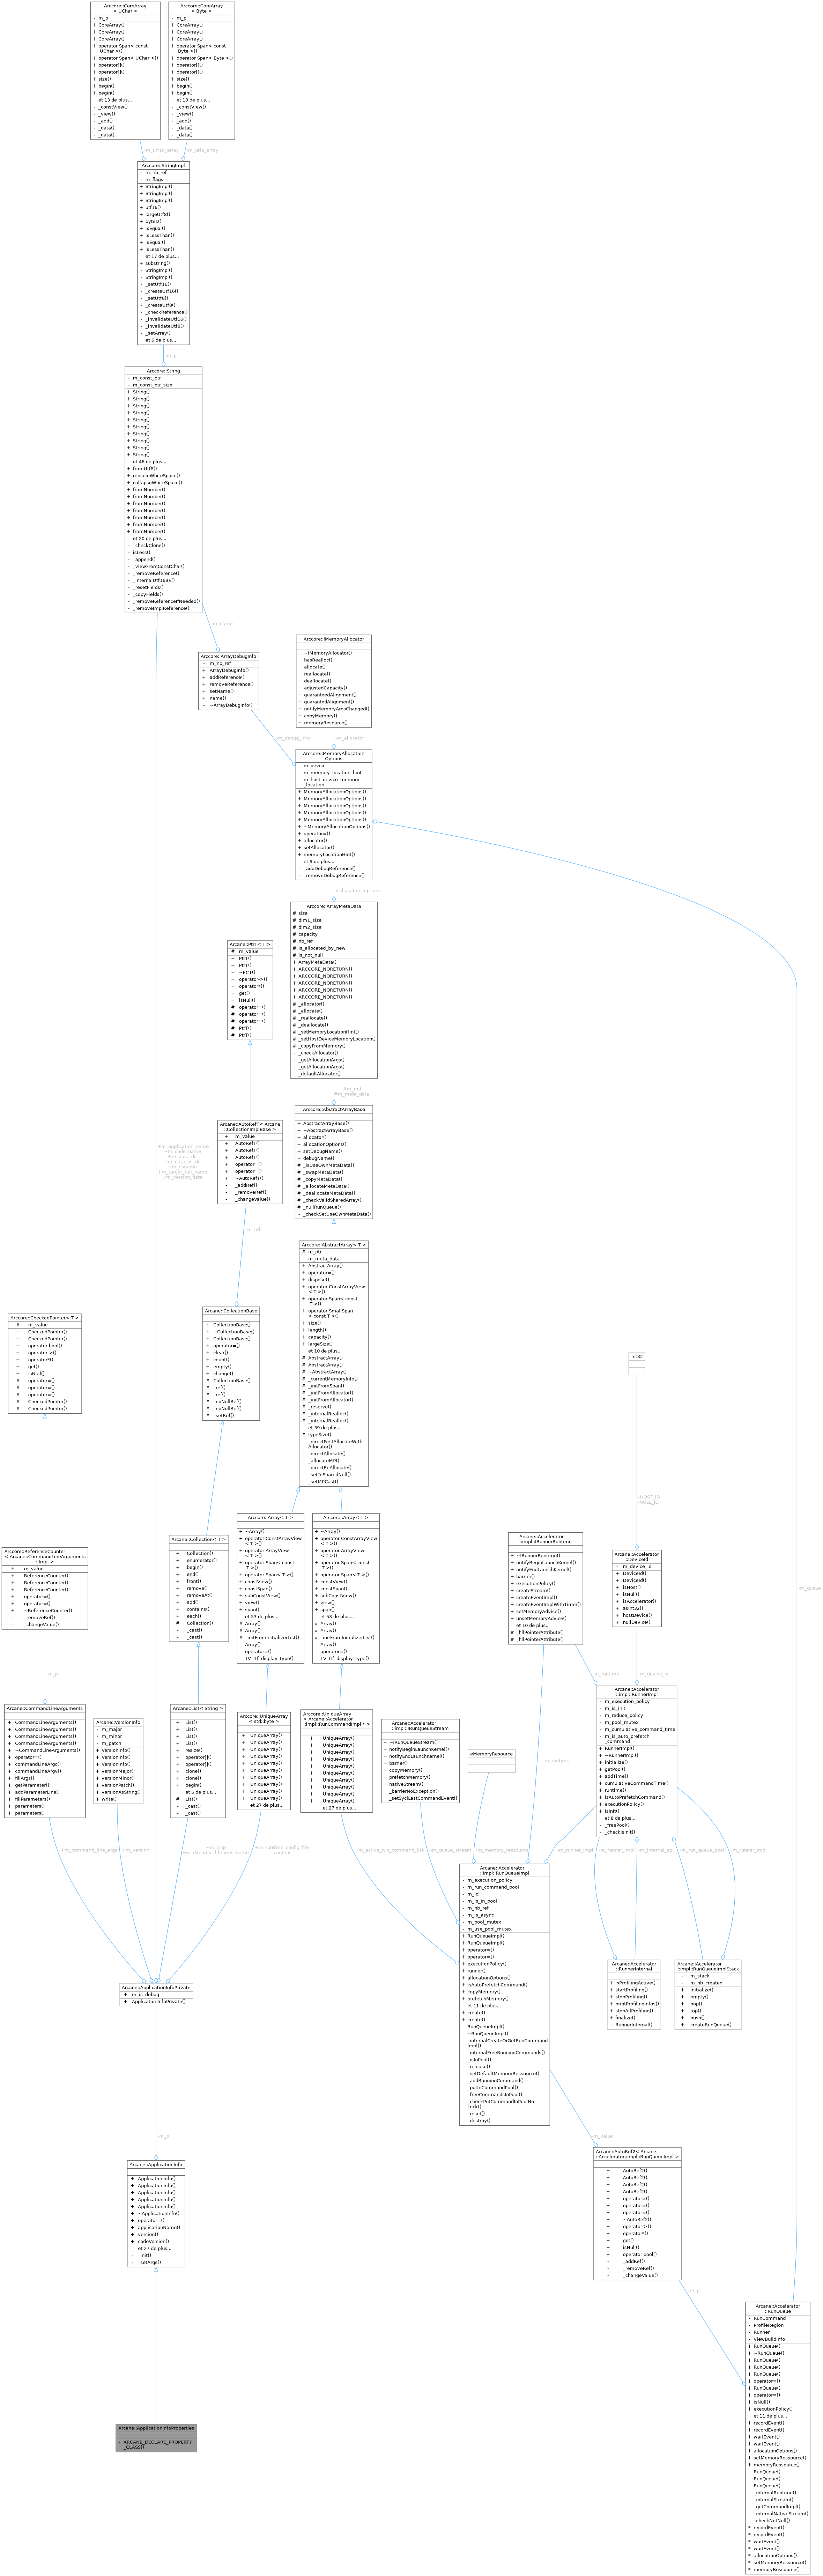 Arccore::CoreArray
< UChar >
- m_p
+ CoreArray()
+ CoreArray()
+ CoreArray()
+ operator Span< const
UChar >()
+ operator Span< UChar >()
+ operator[]()
+ operator[]()
+ size()
+ begin()
+ begin()
et 13 de plus...
- _constView()
- _view()
- _add()
- _data()
- _data()
Arccore::CoreArray
< Byte >
- m_p
+ CoreArray()
+ CoreArray()
+ CoreArray()
+ operator Span< const
Byte >()
+ operator Span< Byte >()
+ operator[]()
+ operator[]()
+ size()
+ begin()
+ begin()
et 13 de plus...
- _constView()
- _view()
- _add()
- _data()
- _data()
-m_utf16_array
-m_utf8_array
Arccore::StringImpl
- m_nb_ref
- m_flags
+ StringImpl()
+ StringImpl()
+ StringImpl()
+ utf16()
+ largeUtf8()
+ bytes()
+ isEqual()
+ isLessThan()
+ isEqual()
+ isLessThan()
et 17 de plus...
+ substring()
- StringImpl()
- StringImpl()
- _setUtf16()
- _createUtf16()
- _setUtf8()
- _createUtf8()
- _checkReference()
- _invalidateUtf16()
- _invalidateUtf8()
- _setArray()
et 6 de plus...
-m_p
Arccore::String
- m_const_ptr
- m_const_ptr_size
+ String()
+ String()
+ String()
+ String()
+ String()
+ String()
+ String()
+ String()
+ String()
+ String()
et 46 de plus...
+ fromUtf8()
+ replaceWhiteSpace()
+ collapseWhiteSpace()
+ fromNumber()
+ fromNumber()
+ fromNumber()
+ fromNumber()
+ fromNumber()
+ fromNumber()
+ fromNumber()
et 20 de plus...
- _checkClone()
- isLess()
- _append()
- _viewFromConstChar()
- _removeReference()
- _internalUtf16BE()
- _resetFields()
- _copyFields()
- _removeReferenceIfNeeded()
- _removeImplReference()
-m_name
Arccore::ArrayDebugInfo
- m_nb_ref
+ ArrayDebugInfo()
+ addReference()
+ removeReference()
+ setName()
+ name()
- ~ArrayDebugInfo()
Arccore::IMemoryAllocator
+ ~IMemoryAllocator()
+ hasRealloc()
+ allocate()
+ reallocate()
+ deallocate()
+ adjustedCapacity()
+ guaranteedAlignment()
+ guarantedAlignment()
+ notifyMemoryArgsChanged()
+ copyMemory()
+ memoryResource()
-m_debug_info
-m_allocator
Arccore::MemoryAllocation
Options
- m_device
- m_memory_location_hint
- m_host_device_memory
_location
+ MemoryAllocationOptions()
+ MemoryAllocationOptions()
+ MemoryAllocationOptions()
+ MemoryAllocationOptions()
+ MemoryAllocationOptions()
+ ~MemoryAllocationOptions()
+ operator=()
+ allocator()
+ setAllocator()
+ memoryLocationHint()
et 9 de plus...
- _addDebugReference()
- _removeDebugReference()
#allocation_options
Arccore::ArrayMetaData
# size
# dim1_size
# dim2_size
# capacity
# nb_ref
# is_allocated_by_new
# is_not_null
+ ArrayMetaData()
+ ARCCORE_NORETURN()
+ ARCCORE_NORETURN()
+ ARCCORE_NORETURN()
+ ARCCORE_NORETURN()
+ ARCCORE_NORETURN()
# _allocator()
# _allocate()
# _reallocate()
# _deallocate()
# _setMemoryLocationHint()
# _setHostDeviceMemoryLocation()
# _copyFromMemory()
- _checkAllocator()
- _getAllocationArgs()
- _getAllocationArgs()
- _defaultAllocator()
#m_md
#m_meta_data
Arcane::PtrT< T >
# m_value
+ PtrT()
+ PtrT()
+ ~PtrT()
+ operator->()
+ operator*()
+ get()
+ isNull()
# operator=()
# operator=()
# operator=()
# PtrT()
# PtrT()
Arccore::AbstractArrayBase
+ AbstractArrayBase()
+ ~AbstractArrayBase()
+ allocator()
+ allocationOptions()
+ setDebugName()
+ debugName()
# _isUseOwnMetaData()
# _swapMetaData()
# _copyMetaData()
# _allocateMetaData()
# _deallocateMetaData()
# _checkValidSharedArray()
# _nullRunQueue()
- _checkSetUseOwnMetaData()
Arcane::AutoRefT< Arcane
::CollectionImplBase >
+ m_value
+ AutoRefT()
+ AutoRefT()
+ AutoRefT()
+ operator=()
+ operator=()
+ ~AutoRefT()
- _addRef()
- _removeRef()
- _changeValue()
+m_application_name
+m_code_name
+m_data_dir
+m_data_os_dir
+m_osname
+m_target_full_name
+m_version_date
-m_ref
Arccore::AbstractArray< T >
# m_ptr
- m_meta_data
+ AbstractArray()
+ operator=()
+ dispose()
+ operator ConstArrayView
< T >()
+ operator Span< const
T >()
+ operator SmallSpan
< const T >()
+ size()
+ length()
+ capacity()
+ largeSize()
et 10 de plus...
# AbstractArray()
# AbstractArray()
# ~AbstractArray()
# _currentMemoryInfo()
# _initFromSpan()
# _initFromAllocator()
# _initFromAllocator()
# _reserve()
# _internalRealloc()
# _internalRealloc()
et 39 de plus...
# typeSize()
- _directFirstAllocateWith
Allocator()
- _directAllocate()
- _allocateMP()
- _directReAllocate()
- _setToSharedNull()
- _setMPCast()
Arcane::CollectionBase
+ CollectionBase()
+ ~CollectionBase()
+ CollectionBase()
+ operator=()
+ clear()
+ count()
+ empty()
+ change()
# CollectionBase()
# _ref()
# _ref()
# _noNullRef()
# _noNullRef()
# _setRef()
Arccore::CheckedPointer< T >
# m_value
+ CheckedPointer()
+ CheckedPointer()
+ operator bool()
+ operator->()
+ operator*()
+ get()
+ isNull()
# operator=()
# operator=()
# operator=()
# CheckedPointer()
# CheckedPointer()
Int32
-HOST_ID
-NULL_ID
Arccore::Array< T >
+ ~Array()
+ operator ConstArrayView
< T >()
+ operator ArrayView
< T >()
+ operator Span< const
T >()
+ operator Span< T >()
+ constView()
+ constSpan()
+ subConstView()
+ view()
+ span()
et 53 de plus...
# Array()
# Array()
# _initFromInitializerList()
- Array()
- operator=()
- TV_ttf_display_type()
Arccore::Array< T >
+ ~Array()
+ operator ConstArrayView
< T >()
+ operator ArrayView
< T >()
+ operator Span< const
T >()
+ operator Span< T >()
+ constView()
+ constSpan()
+ subConstView()
+ view()
+ span()
et 53 de plus...
# Array()
# Array()
# _initFromInitializerList()
- Array()
- operator=()
- TV_ttf_display_type()
Arcane::Collection< T >
+ Collection()
+ enumerator()
+ begin()
+ end()
+ front()
+ remove()
+ removeAt()
+ add()
+ contains()
+ each()
# Collection()
- _cast()
- _cast()
Arcane::Accelerator
::impl::IRunnerRuntime
+ ~IRunnerRuntime()
+ notifyBeginLaunchKernel()
+ notifyEndLaunchKernel()
+ barrier()
+ executionPolicy()
+ createStream()
+ createEventImpl()
+ createEventImplWithTimer()
+ setMemoryAdvice()
+ unsetMemoryAdvice()
et 10 de plus...
# _fillPointerAttribute()
# _fillPointerAttribute()
Arcane::Accelerator
::DeviceId
- m_device_id
+ DeviceId()
+ DeviceId()
+ isHost()
+ isNull()
+ isAccelerator()
+ asInt32()
+ hostDevice()
+ nullDevice()
Arccore::ReferenceCounter
< Arcane::CommandLineArguments
::Impl >
+ m_value
+ ReferenceCounter()
+ ReferenceCounter()
+ ReferenceCounter()
+ operator=()
+ operator=()
+ ~ReferenceCounter()
- _removeRef()
- _changeValue()
-m_queue
-m_p
-m_runtime
-m_device_id
Arcane::Accelerator
::impl::RunnerImpl
- m_execution_policy
- m_is_init
- m_reduce_policy
- m_pool_mutex
- m_cumulative_command_time
- m_is_auto_prefetch
_command
+ RunnerImpl()
+ ~RunnerImpl()
+ initialize()
+ getPool()
+ addTime()
+ cumulativeCommandTime()
+ runtime()
+ isAutoPrefetchCommand()
+ executionPolicy()
+ isInit()
et 8 de plus...
- _freePool()
- _checkIsInit()
Arcane::CommandLineArguments
+ CommandLineArguments()
+ CommandLineArguments()
+ CommandLineArguments()
+ CommandLineArguments()
+ ~CommandLineArguments()
+ operator=()
+ commandLineArgc()
+ commandLineArgv()
+ fillArgs()
+ getParameter()
+ addParameterLine()
+ fillParameters()
+ parameters()
+ parameters()
Arcane::VersionInfo
- m_major
- m_minor
- m_patch
+ VersionInfo()
+ VersionInfo()
+ VersionInfo()
+ versionMajor()
+ versionMinor()
+ versionPatch()
+ versionAsString()
+ write()
Arcane::List< String >
+ List()
+ List()
+ List()
+ List()
+ resize()
+ operator[]()
+ operator[]()
+ clone()
+ clone()
+ begin()
et 6 de plus...
# List()
- _cast()
- _cast()
Arccore::UniqueArray
< std::byte >
+ UniqueArray()
+ UniqueArray()
+ UniqueArray()
+ UniqueArray()
+ UniqueArray()
+ UniqueArray()
+ UniqueArray()
+ UniqueArray()
+ UniqueArray()
+ UniqueArray()
et 27 de plus...
Arccore::UniqueArray
< Arcane::Accelerator
::impl::RunCommandImpl * >
+ UniqueArray()
+ UniqueArray()
+ UniqueArray()
+ UniqueArray()
+ UniqueArray()
+ UniqueArray()
+ UniqueArray()
+ UniqueArray()
+ UniqueArray()
+ UniqueArray()
et 27 de plus...
Arcane::Accelerator
::impl::IRunQueueStream
+ ~IRunQueueStream()
+ notifyBeginLaunchKernel()
+ notifyEndLaunchKernel()
+ barrier()
+ copyMemory()
+ prefetchMemory()
+ nativeStream()
+ _barrierNoException()
+ _setSyclLastCommandEvent()
eMemoryResource
-m_runtime
+m_command_line_args
+m_version
+m_args
+m_dynamic_libraries_name
+m_runtime_config_file
_content
-m_active_run_command_list
-m_queue_stream
-m_memory_ressource
-m_runner_impl
-m_runner_impl
-m_internal_api
-m_run_queue_pool
-m_runner_impl
Arcane::Accelerator
::impl::RunQueueImpl
- m_execution_policy
- m_run_command_pool
- m_id
- m_is_in_pool
- m_nb_ref
- m_is_async
- m_pool_mutex
- m_use_pool_mutex
+ RunQueueImpl()
+ RunQueueImpl()
+ operator=()
+ operator=()
+ executionPolicy()
+ runner()
+ allocationOptions()
+ isAutoPrefetchCommand()
+ copyMemory()
+ prefetchMemory()
et 11 de plus...
+ create()
+ create()
- RunQueueImpl()
- ~RunQueueImpl()
- _internalCreateOrGetRunCommand
Impl()
- _internalFreeRunningCommands()
- _isInPool()
- _release()
- _setDefaultMemoryRessource()
- _addRunningCommand()
- _putInCommandPool()
- _freeCommandsInPool()
- _checkPutCommandInPoolNo
Lock()
- _reset()
- _destroy()
Arcane::Accelerator
::RunnerInternal
+ isProfilingActive()
+ startProfiling()
+ stopProfiling()
+ printProfilingInfos()
+ stopAllProfiling()
+ finalize()
- RunnerInternal()
Arcane::Accelerator
::impl::RunQueueImplStack
- m_stack
- m_nb_created
+ initialize()
+ empty()
+ pop()
+ top()
+ push()
+ createRunQueue()
Arcane::ApplicationInfoPrivate
+ m_is_debug
+ ApplicationInfoPrivate()
-m_p
-m_value
Arcane::AutoRef2< Arcane
::Accelerator::impl::RunQueueImpl >
+ AutoRef2()
+ AutoRef2()
+ AutoRef2()
+ AutoRef2()
+ operator=()
+ operator=()
+ operator=()
+ ~AutoRef2()
+ operator->()
+ operator*()
+ get()
+ isNull()
+ operator bool()
- _addRef()
- _removeRef()
- _changeValue()
Arcane::ApplicationInfo
+ ApplicationInfo()
+ ApplicationInfo()
+ ApplicationInfo()
+ ApplicationInfo()
+ ApplicationInfo()
+ ~ApplicationInfo()
+ operator=()
+ applicationName()
+ version()
+ codeVersion()
et 27 de plus...
- _init()
- _setArgs()
-m_p
Arcane::Accelerator
::RunQueue
- RunCommand
- ProfileRegion
- Runner
- ViewBuildInfo
+ RunQueue()
+ ~RunQueue()
+ RunQueue()
+ RunQueue()
+ RunQueue()
+ operator=()
+ RunQueue()
+ operator=()
+ isNull()
+ executionPolicy()
et 11 de plus...
+ recordEvent()
+ recordEvent()
+ waitEvent()
+ waitEvent()
+ allocationOptions()
+ setMemoryRessource()
+ memoryRessource()
- RunQueue()
- RunQueue()
- RunQueue()
- _internalRuntime()
- _internalStream()
- _getCommandImpl()
- _internalNativeStream()
- _checkNotNull()
* recordEvent()
* recordEvent()
* waitEvent()
* waitEvent()
* allocationOptions()
* setMemoryRessource()
* memoryRessource()
Arcane::ApplicationInfoProperties
- ARCANE_DECLARE_PROPERTY
_CLASS()